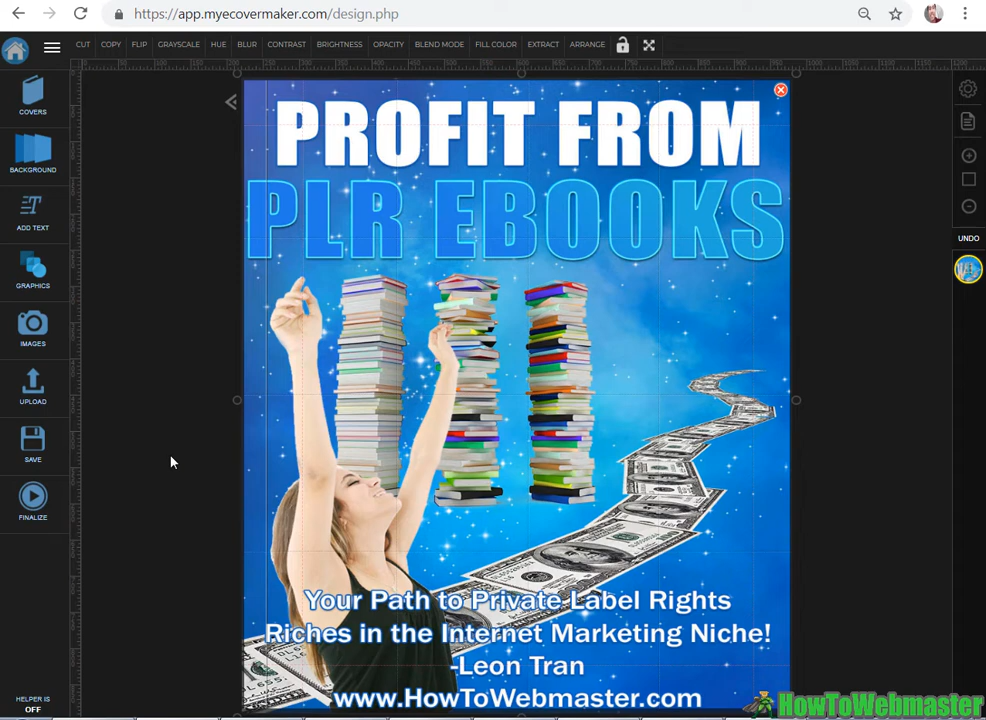 https://app.myecovermaker.com/design.php
CUT COPY FLIP GRAYSCALE HUE BLUR CONTRAST BRIGHTNESS OPACITY BLEND MODE FILL COLOR EXTRACT ARRANGE
COVERS
BACKGROUND
ADD TEXT
GRAPHICS
IMAGES
UPLOAD
SAVE
FINALIZE
HELPER IS
OFF
UNDO
PROFIT FROM
PLR EBOOKS
Your Path to Private Label Rights
Riches in the Internet Marketing Niche!
-Leon Tran
www.HowToWebmaster.com
HowToWebmaster